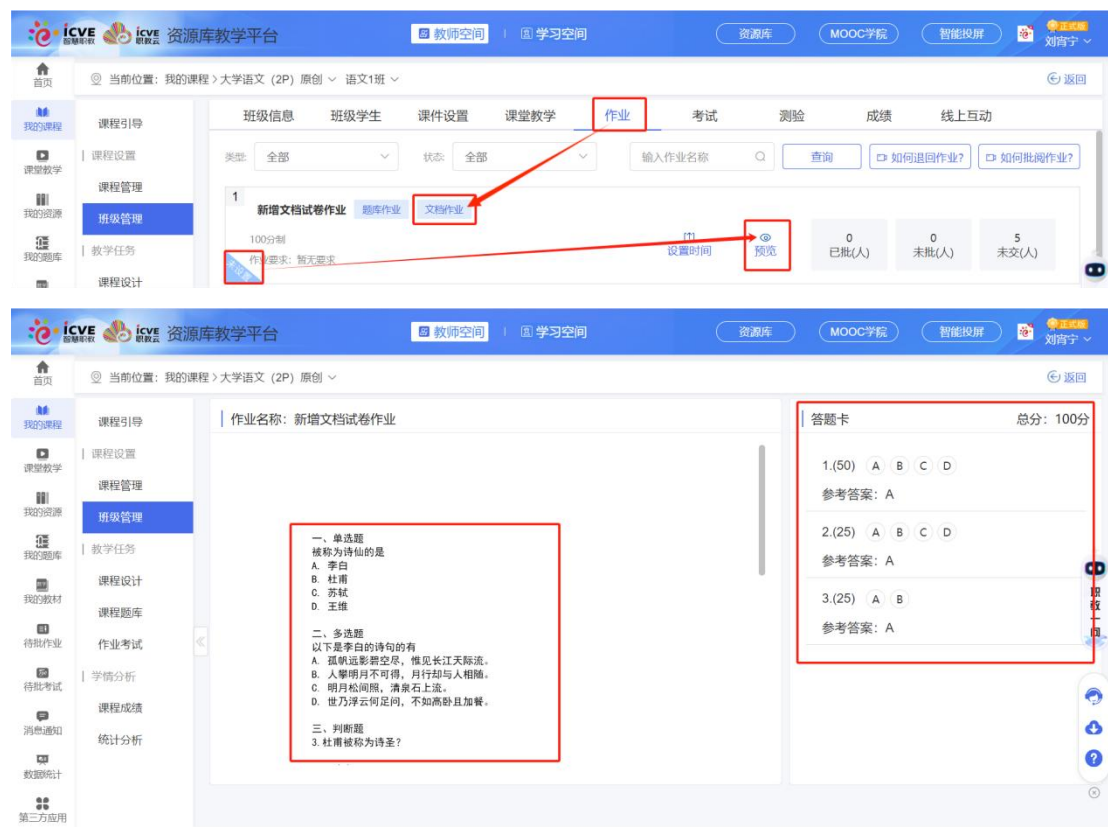 icve 智慧职教 icve 职教云 资源库教学平台 教师空间 学习空间 资源库 MOOC学院 智能投屏 正式版 刘宵宁
首页 当前位置：我的课程>大学语文（2P）原创 语文1班 返回
我的课程 课程引导 班级信息 班级学生 课件设置 课堂教学 作业 考试 测验 成绩 线上互动
课程设置 类型: 全部 状态: 全部 输入作业名称 查询 如何退回作业? 如何批阅作业?
课堂教学
课程管理
1
我的资源 班级管理 新增文档试卷作业 题库作业 文档作业
我的题库 教学任务 100分制 设置时间 预览 0 0 5
作业要求：暂无要求 已批(人) 未批(人) 未交(人)
未设置
课程设计
icve 智慧职教 icve 职教云 资源库教学平台 教师空间 学习空间 资源库 MOOC学院 智能投屏 正式版 刘宵宁
首页 当前位置：我的课程>大学语文（2P）原创 返回
我的课程 课程引导 作业名称：新增文档试卷作业 答题卡 总分：100分
课堂教学 课程设置
课程管理
我的资源 班级管理
我的题库 教学任务
我的教材 课程设计
课程题库
待批作业 作业考试
待批考试 学情分析
课程成绩
消息通知 统计分析
数据统计
第三方应用
一、单选题
被称为诗仙的是
A. 李白
B. 杜甫
C. 苏轼
D. 王维
二、多选题
以下是李白的诗句的有
A. 孤帆远影碧空尽，惟见长江天际流。
B. 人攀明月不可得，月行却与人相随。
C. 明月松间照，清泉石上流。
D. 世乃浮云何足问，不如高卧且加餐。
三、判断题
3.杜甫被称为诗圣?
1.(50) A B C D
参考答案：A
2.(25) A B C D
参考答案：A
3.(25) A B
参考答案：A
职教一问